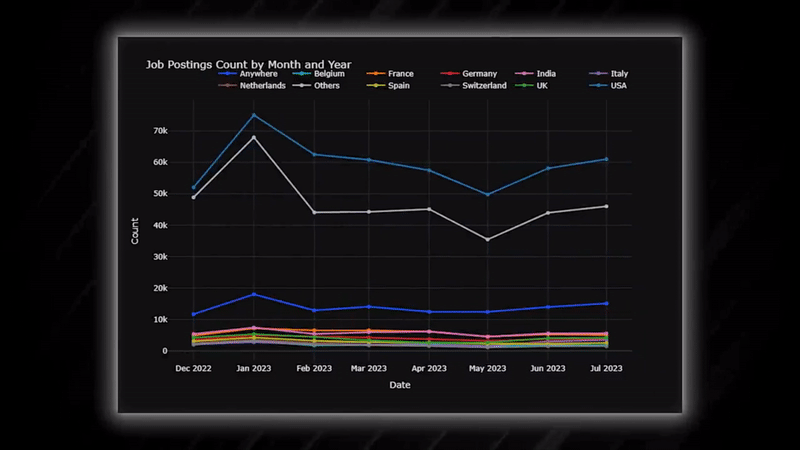 Job Postings Count by Month and Year
Anywhere Belgium France Germany India Italy
Netherlands Others Spain Switzerland UK USA
70k
60k
50k
40k
30k
20k
10k
0
Count
Dec 2022 Jan 2023 Feb 2023 Mar 2023 Apr 2023 May 2023 Jun 2023 Jul 2023
Date